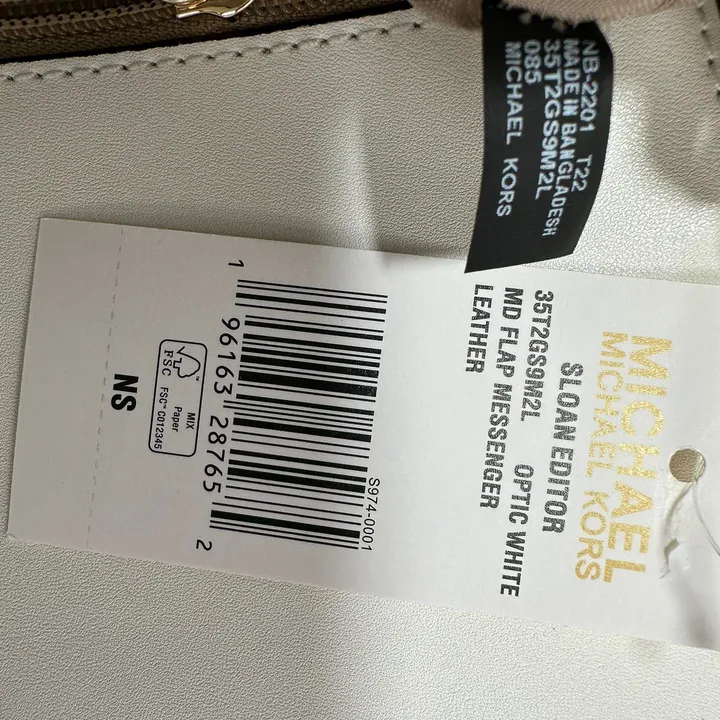 NB-2201 T22
MADE IN BANGLADESH
35T2GS9M2L
085
MICHAEL KORS
MICHAEL
MICHAEL KORS
SLOAN EDITOR
35T2GS9M2L OPTIC WHITE
MD FLAP MESSENGER
LEATHER
S974-0001
1 96163 28765 2
FSC
MIX
Paper
FSC™ C012345
NS